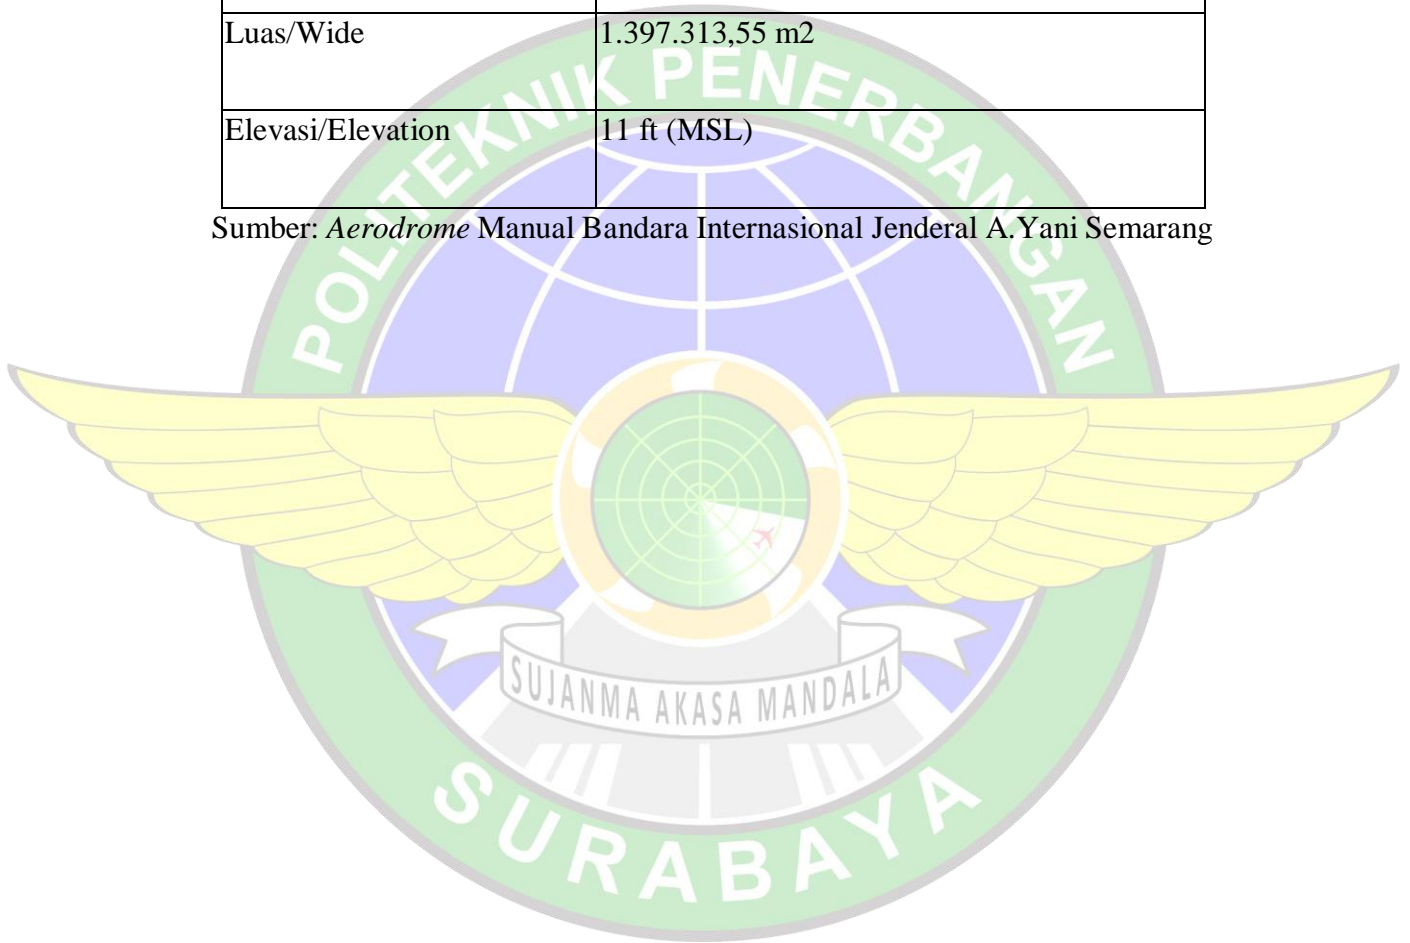 Luas/Wide 1.397.313,55 m2
Elevasi/Elevation 11 ft (MSL)
Sumber: Aerodrome Manual Bandara Internasional Jenderal A.Yani Semarang
POLITEKNIK PENERBANGAN
SUJANMA AKASA MANDALA
SURABAYA